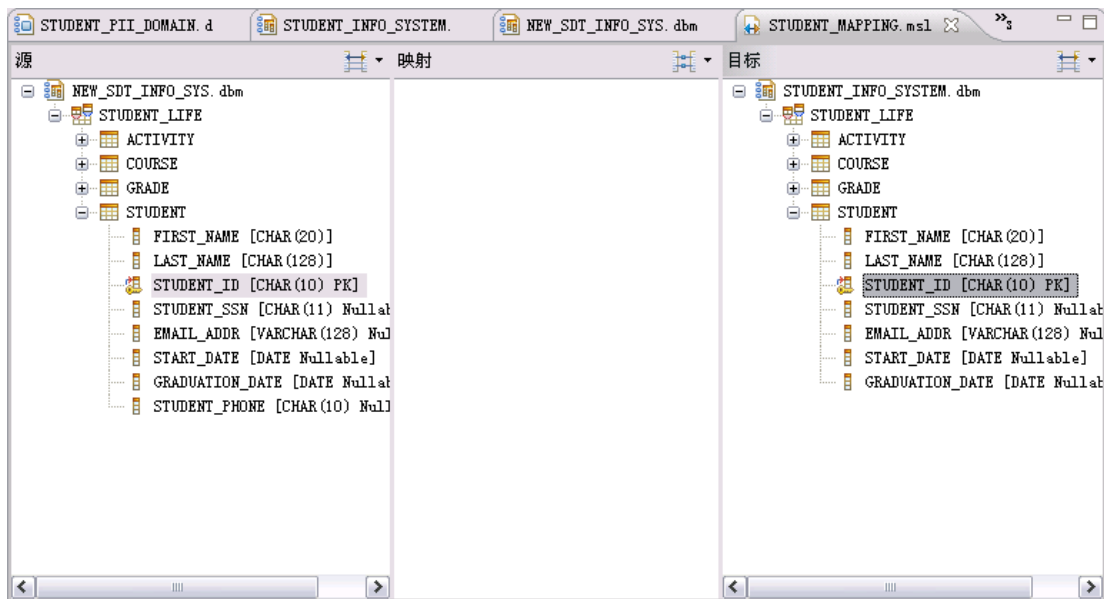 STUDENT_PII_DOMAIN. d
STUDENT_INFO_SYSTEM.
NEW_SDT_INFO_SYS. dbm
STUDENT_MAPPING. msl
»3
源
映射
目标
NEW_SDT_INFO_SYS. dbm
STUDENT_LIFE
ACTIVITY
COURSE
GRADE
STUDENT
FIRST_NAME [CHAR(20)]
LAST_NAME [CHAR(128)]
STUDENT_ID [CHAR(10) PK]
STUDENT_SSN [CHAR(11) Nullab
EMAIL_ADDR [VARCHAR(128) Nul
START_DATE [DATE Nullable]
GRADUATION_DATE [DATE Nullab
STUDENT_PHONE [CHAR(10) Null
STUDENT_INFO_SYSTEM. dbm
STUDENT_LIFE
ACTIVITY
COURSE
GRADE
STUDENT
FIRST_NAME [CHAR(20)]
LAST_NAME [CHAR(128)]
STUDENT_ID [CHAR(10) PK]
STUDENT_SSN [CHAR(11) Nullab
EMAIL_ADDR [VARCHAR(128) Nul
START_DATE [DATE Nullable]
GRADUATION_DATE [DATE Nullab